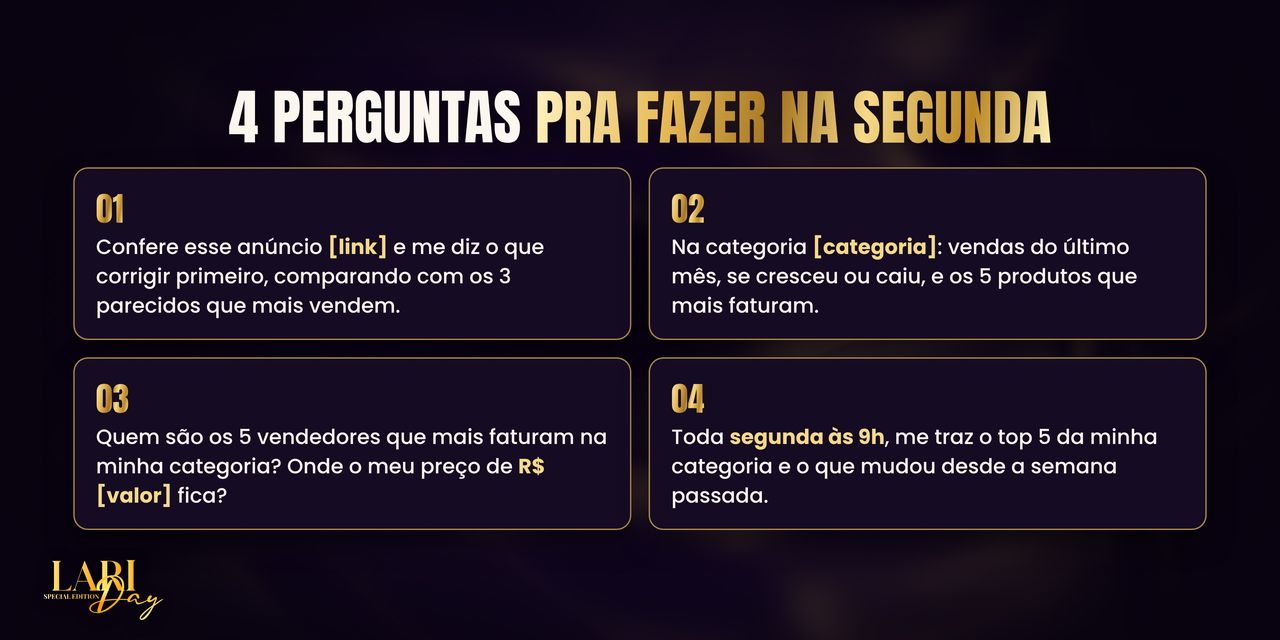 4 PERGUNTAS PRA FAZER NA SEGUNDA
01
Confere esse anúncio [link] e me diz o que
corrigir primeiro, comparando com os 3
parecidos que mais vendem.
02
Na categoria [categoria]: vendas do último
mês, se cresceu ou caiu, e os 5 produtos que
mais faturam.
03
Quem são os 5 vendedores que mais faturam na
minha categoria? Onde o meu preço de R$
[valor] fica?
04
Toda segunda às 9h, me traz o top 5 da minha
categoria e o que mudou desde a semana
passada.
LABI
SPECIAL EDITION Day